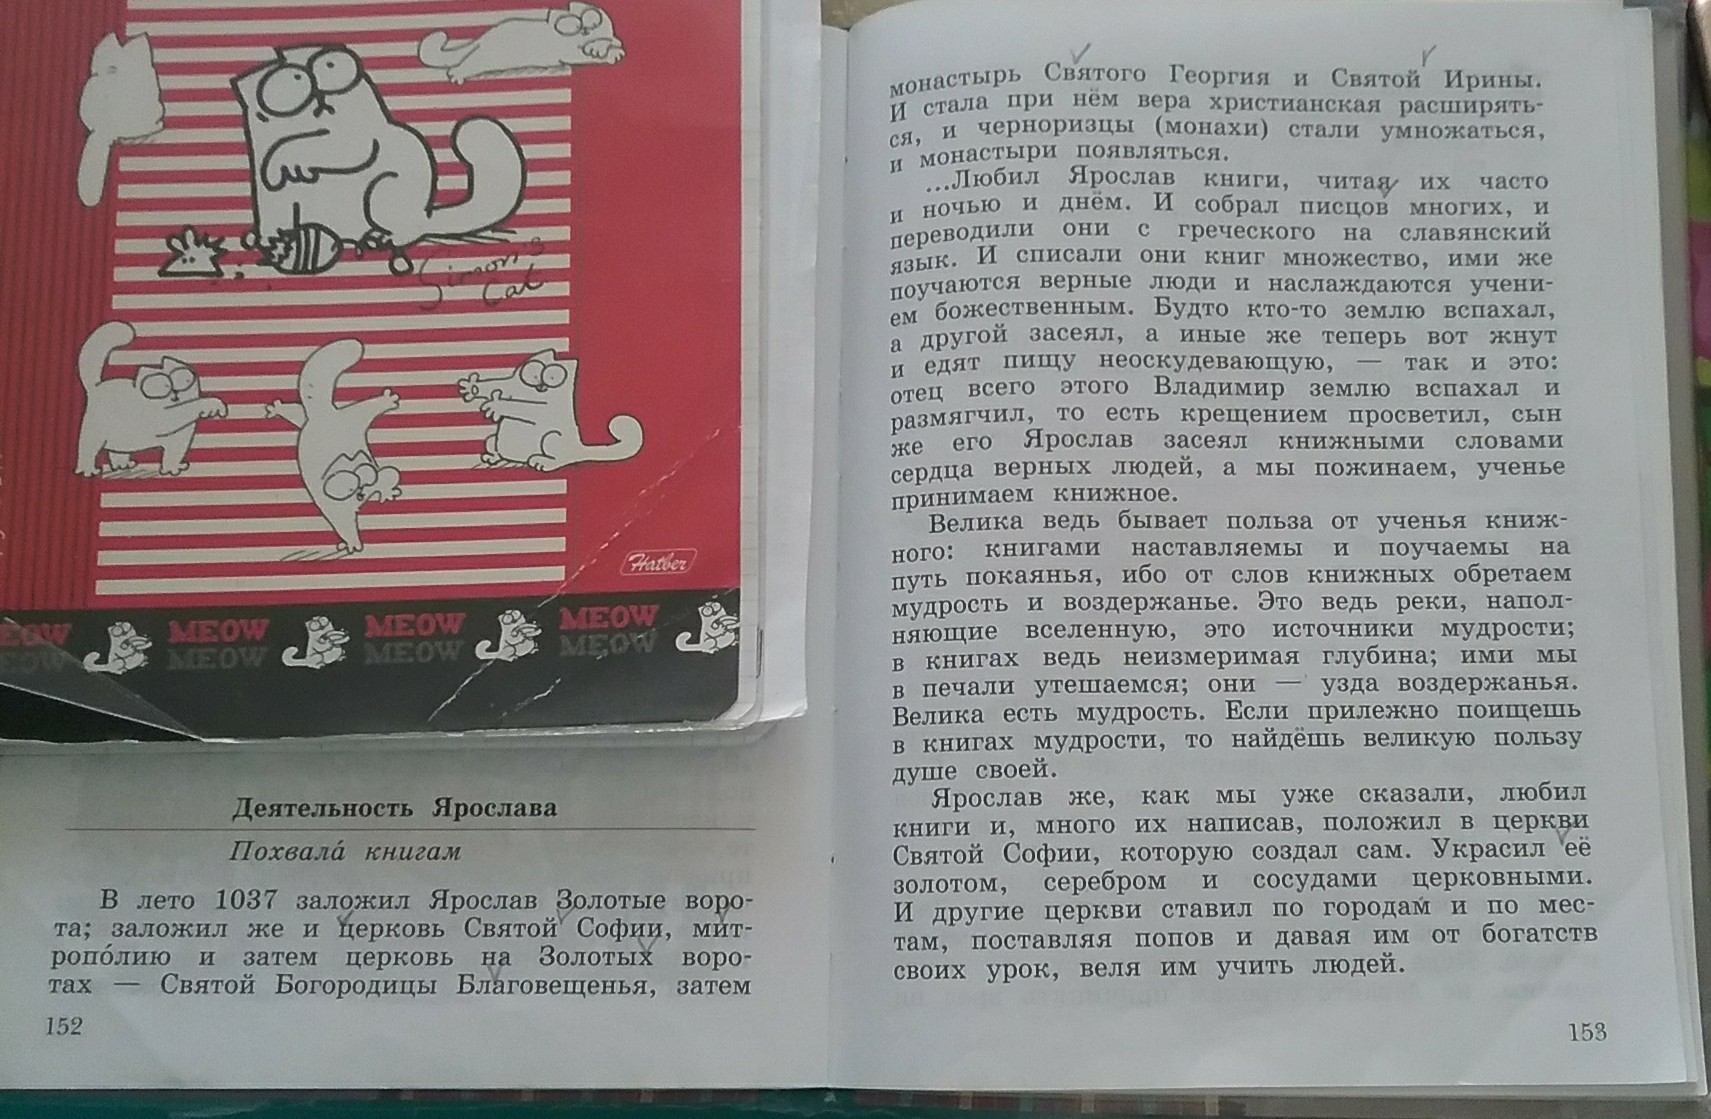 Simon's
Cat
Hatber
MEOW MEOW MEOW
MEOW MEOW
Деятельность Ярослава
Похвала́ книгам
В лето 1037 заложил Ярослав Золотые воро-
та; заложил же и церковь Святой Софии, мит-
рополию и затем церковь на Золотых воро-
тах — Святой Богородицы Благовещенья, затем
152
монастырь Святого Георгия и Святой Ирины.
И стала при нём вера христианская расширять-
ся, и черноризцы (монахи) стали умножаться,
и монастыри появляться.
...Любил Ярослав книги, читая их часто
и ночью и днём. И собрал писцов многих, и
переводили они с греческого на славянский
язык. И списали они книг множество, ими же
поучаются верные люди и наслаждаются учени-
ем божественным. Будто кто-то землю вспахал,
а другой засеял, а иные же теперь вот жнут
и едят пищу неоскудевающую, — так и это:
отец всего этого Владимир землю вспахал и
размягчил, то есть крещением просветил, сын
же его Ярослав засеял книжными словами
сердца верных людей, а мы пожинаем, ученье
принимаем книжное.
Велика ведь бывает польза от ученья книж-
ного: книгами наставляемы и поучаемы на
путь покаянья, ибо от слов книжных обретаем
мудрость и воздержанье. Это ведь реки, напол-
няющие вселенную, это источники мудрости;
в книгах ведь неизмеримая глубина; ими мы
в печали утешаемся; они — узда воздержанья.
Велика есть мудрость. Если прилежно поищешь
в книгах мудрости, то найдёшь великую пользу
душе своей.
Ярослав же, как мы уже сказали, любил
книги и, много их написав, положил в церкви
Святой Софии, которую создал сам. Украсил её
золотом, серебром и сосудами церковными.
И другие церкви ставил по городам и по мес-
там, поставляя попов и давая им от богатств
своих урок, веля им учить людей.
153